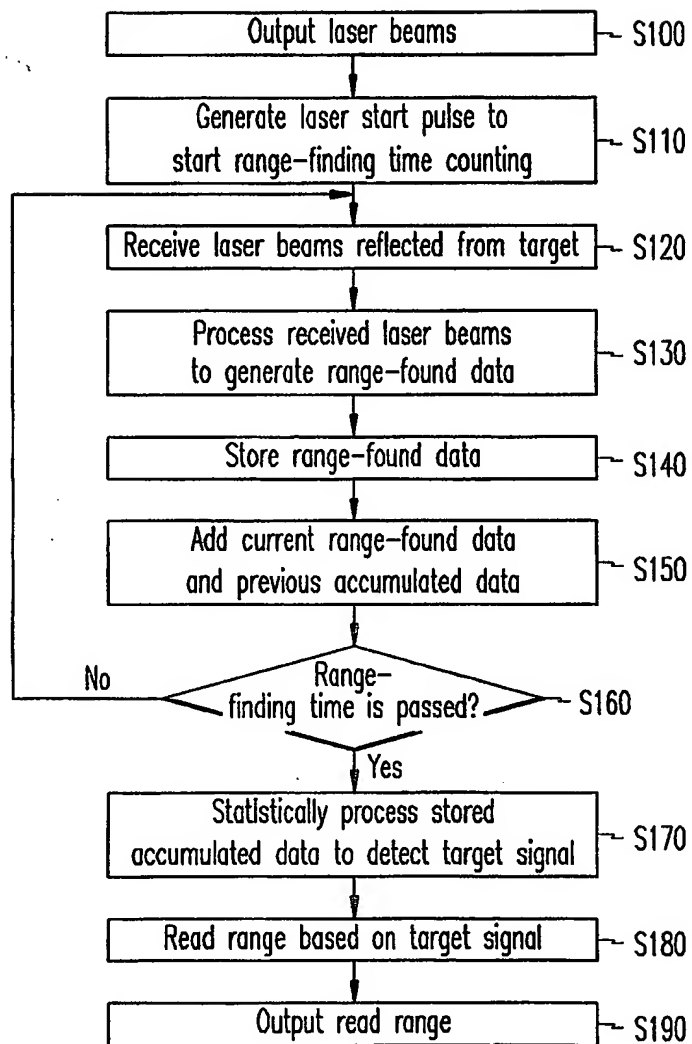 Output laser beams
S100
Generate laser start pulse to
start range-finding time counting
S110
Receive laser beams reflected from target
S120
Process received laser beams
to generate range-found data
S130
Store range-found data
S140
Add current range-found data
and previous accumulated data
S150
Range-
finding time is passed?
S160
No
Yes
Statistically process stored
accumulated data to detect target signal
S170
Read range based on target signal
S180
Output read range
S190